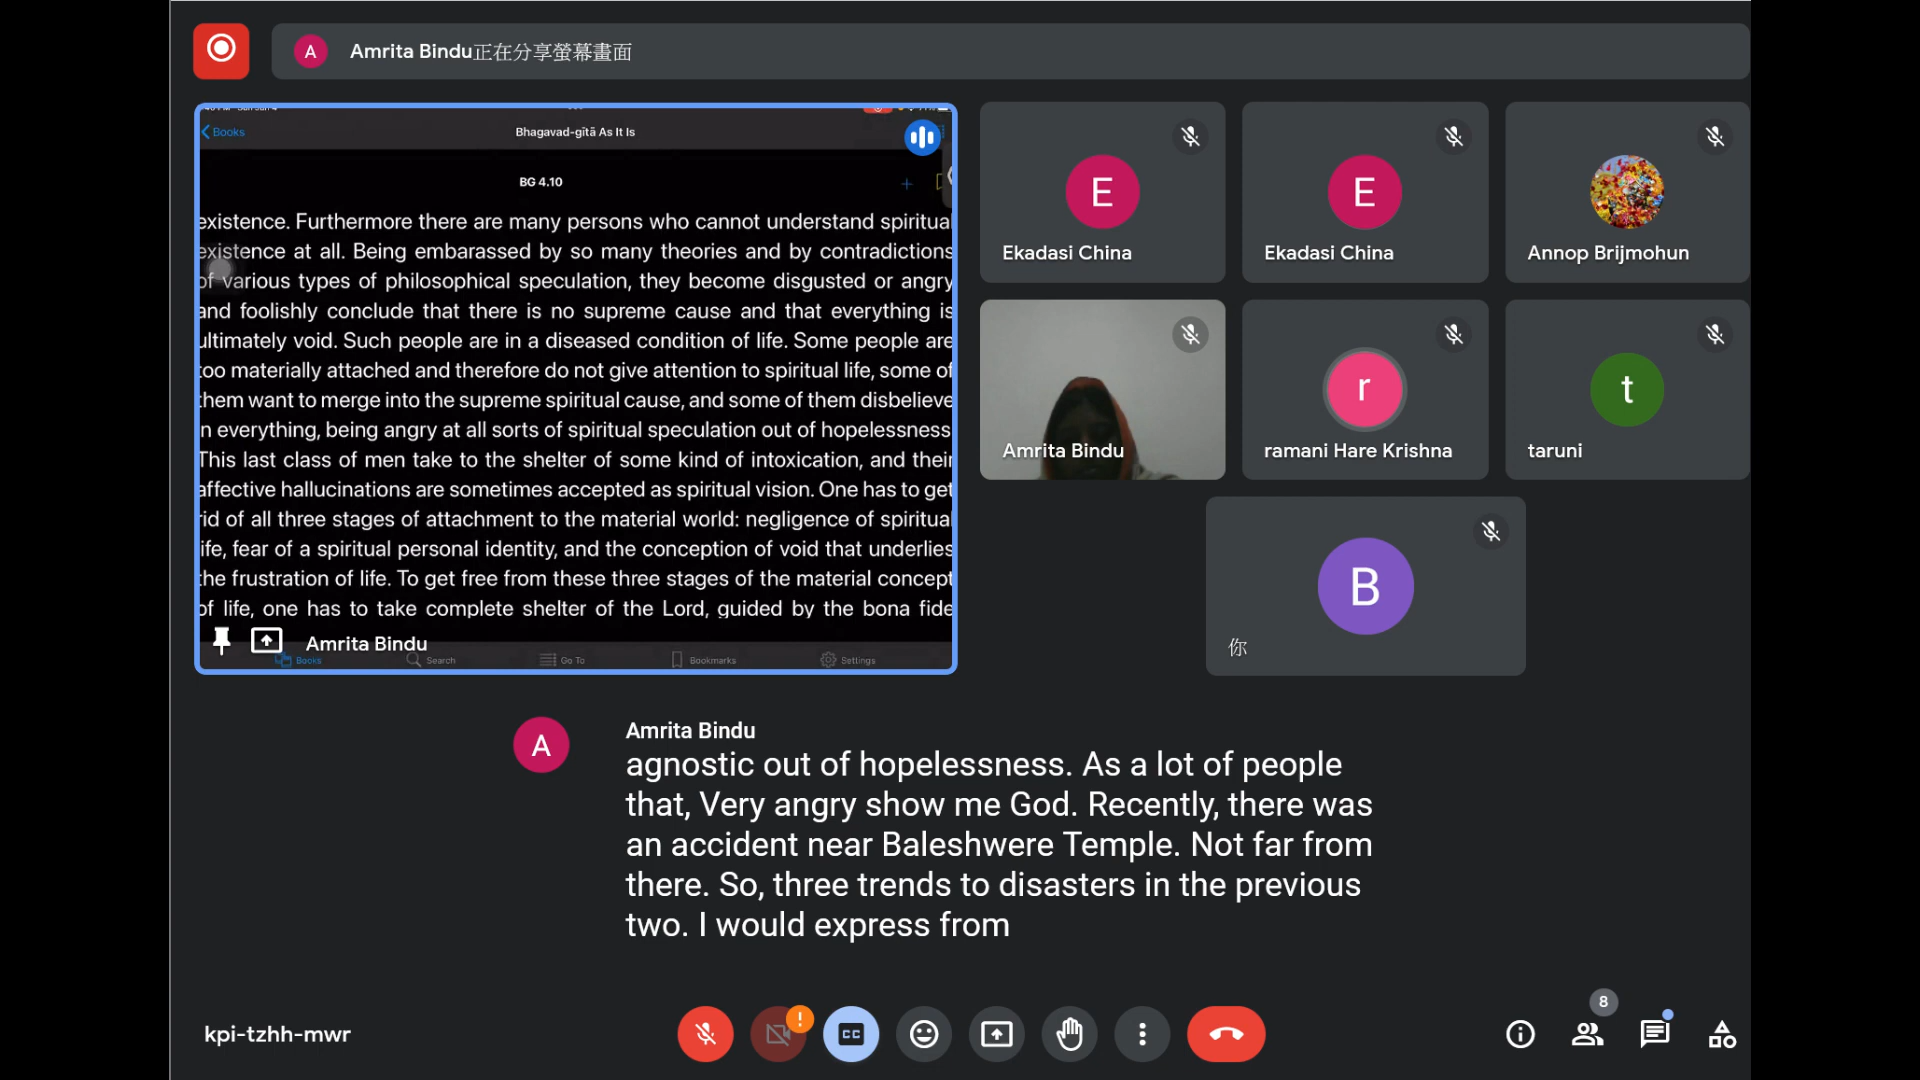 A Amrita Bindu正在分享螢幕畫面
Books
Bhagavad-gītā As It Is
BG 4.10
existence. Furthermore there are many persons who cannot understand spiritual
existence at all. Being embarassed by so many theories and by contradictions
of various types of philosophical speculation, they become disgusted or angry
and foolishly conclude that there is no supreme cause and that everything is
ultimately void. Such people are in a diseased condition of life. Some people are
too materially attached and therefore do not give attention to spiritual life, some of
them want to merge into the supreme spiritual cause, and some of them disbelieve
in everything, being angry at all sorts of spiritual speculation out of hopelessness
This last class of men take to the shelter of some kind of intoxication, and their
affective hallucinations are sometimes accepted as spiritual vision. One has to get
rid of all three stages of attachment to the material world: negligence of spiritual
life, fear of a spiritual personal identity, and the conception of void that underlies
the frustration of life. To get free from these three stages of the material concept
of life, one has to take complete shelter of the Lord, guided by the bona fide
Amrita Bindu
Books Search Go To Bookmarks Settings
E
Ekadasi China
E
Ekadasi China
Annop Brijmohun
Amrita Bindu
r
ramani Hare Krishna
t
taruni
B
你
A
Amrita Bindu
agnostic out of hopelessness. As a lot of people
that, Very angry show me God. Recently, there was
an accident near Baleshwere Temple. Not far from
there. So, three trends to disasters in the previous
two. I would express from
kpi-tzhh-mwr
!
CC
8